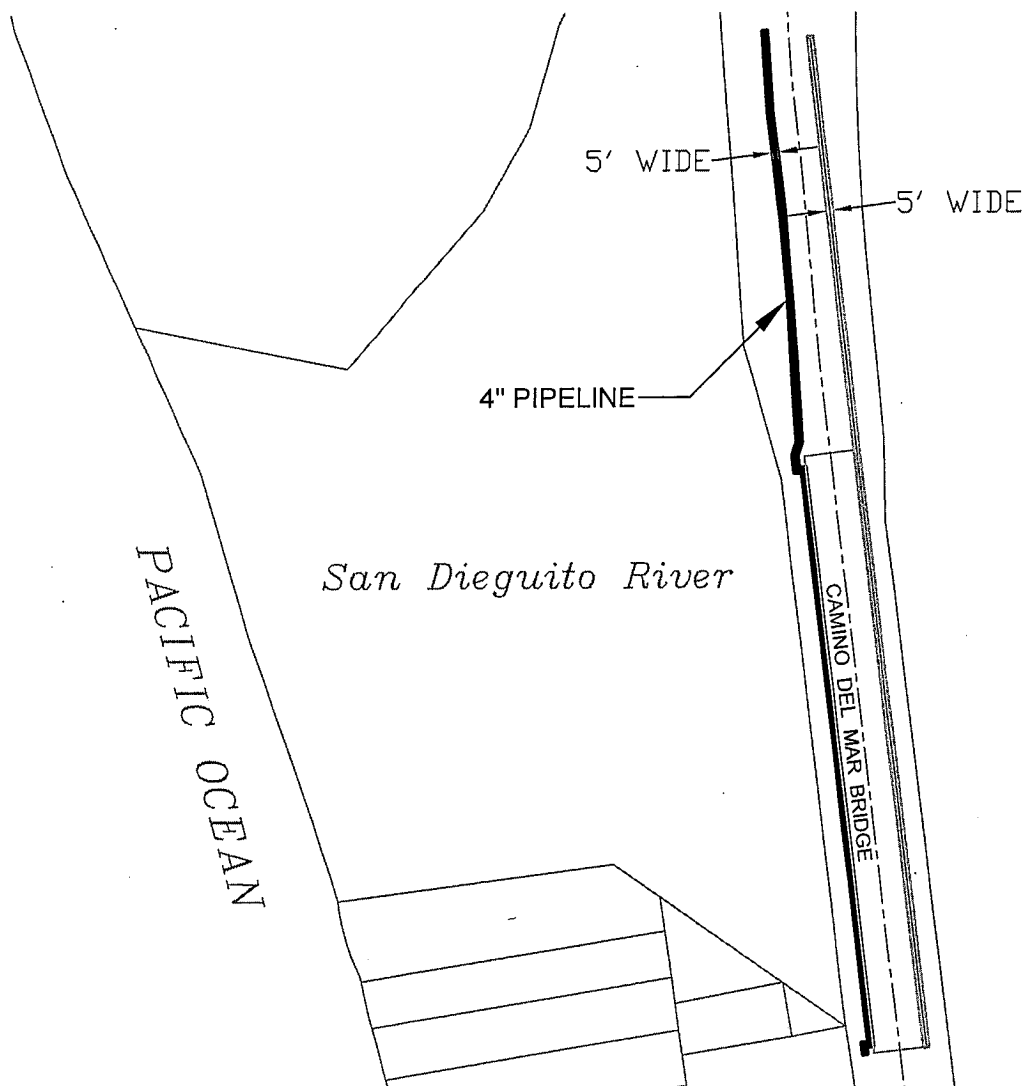 5' WIDE
5' WIDE
4" PIPELINE
San Dieguito River
PACIFIC OCEAN
CAMINO DEL MAR BRIDGE